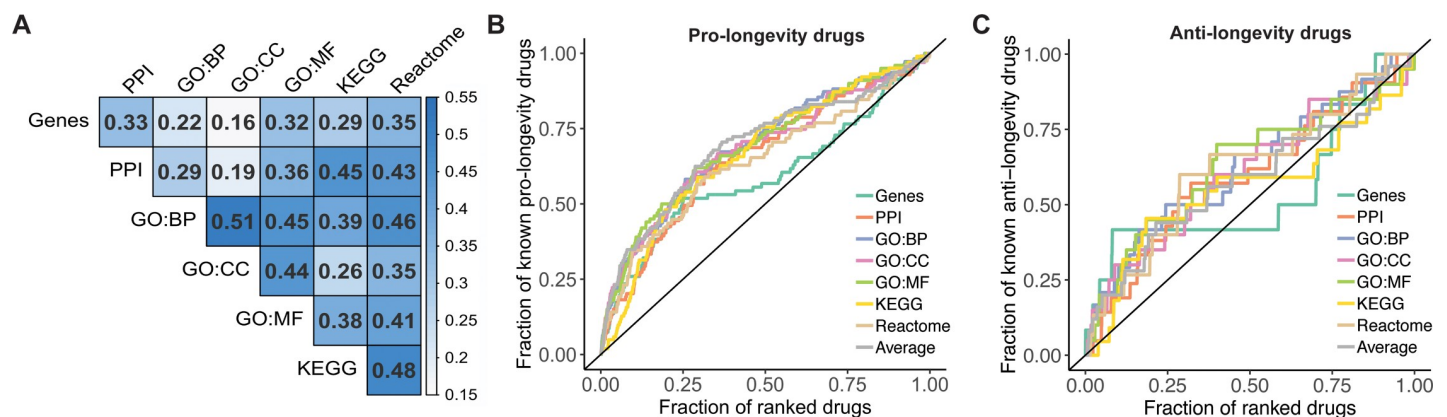 A
PPI
GO:BP
GO:CC
GO:MF
KEGG
Reactome
Genes 0.33 0.22 0.16 0.32 0.29 0.35
PPI 0.29 0.19 0.36 0.45 0.43
GO:BP 0.51 0.45 0.39 0.46
GO:CC 0.44 0.26 0.35
GO:MF 0.38 0.41
KEGG 0.48
0.55
0.5
0.45
0.4
0.35
0.3
0.25
0.2
0.15
B
Pro-longevity drugs
Fraction of known pro-longevity drugs
1.00
0.75
0.50
0.25
0.00
Genes
PPI
GO:BP
GO:CC
GO:MF
KEGG
Reactome
Average
0.00 0.25 0.50 0.75 1.00
Fraction of ranked drugs
C
Anti-longevity drugs
Fraction of known anti-longevity drugs
1.00
0.75
0.50
0.25
0.00
Genes
PPI
GO:BP
GO:CC
GO:MF
KEGG
Reactome
Average
0.00 0.25 0.50 0.75 1.00
Fraction of ranked drugs